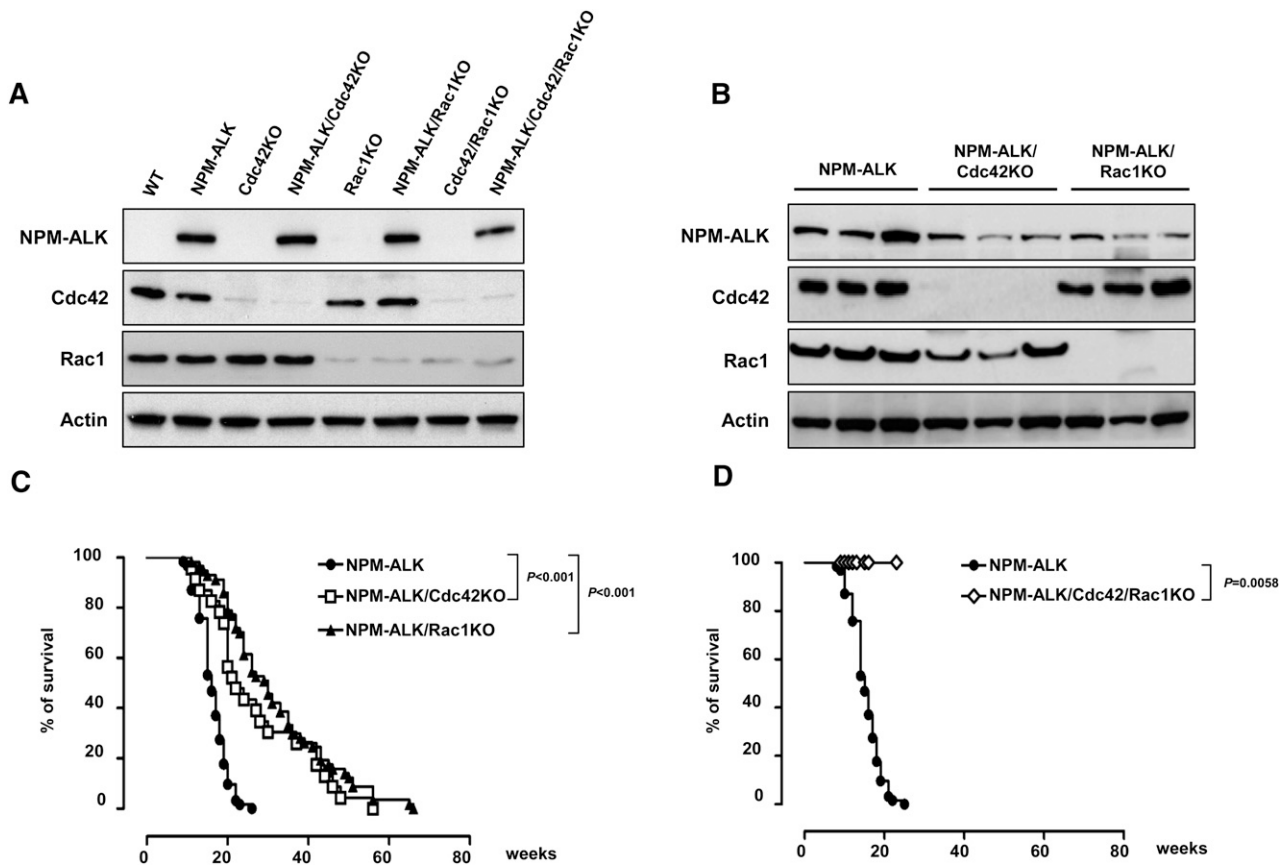 A
WT
NPM-ALK
Cdc42KO
NPM-ALK/Cdc42KO
Rac1KO
NPM-ALK/Rac1KO
Cdc42/Rac1KO
NPM-ALK/Cdc42/Rac1KO
NPM-ALK
Cdc42
Rac1
Actin
B
NPM-ALK
NPM-ALK/
Cdc42KO
NPM-ALK/
Rac1KO
NPM-ALK
Cdc42
Rac1
Actin
C
% of survival
100
80
60
40
20
0
NPM-ALK
NPM-ALK/Cdc42KO
NPM-ALK/Rac1KO
P<0.001
P<0.001
0 20 40 60 80 weeks
D
% of survival
100
80
60
40
20
0
NPM-ALK
NPM-ALK/Cdc42/Rac1KO
P=0.0058
0 20 40 60 80 weeks